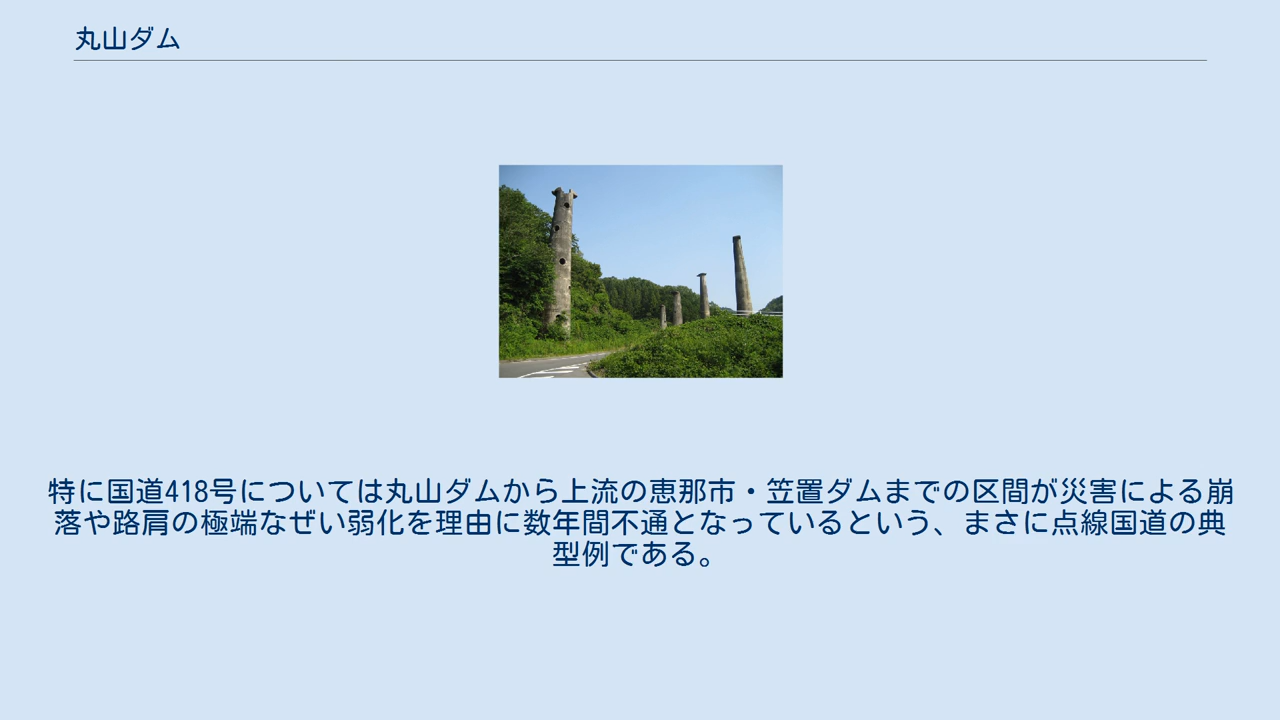 丸山ダム
特に国道418号については丸山ダムから上流の恵那市・笠置ダムまでの区間が災害による崩
落や路肩の極端なぜい弱化を理由に数年間不通となっているという、まさに点線国道の典
型例である。